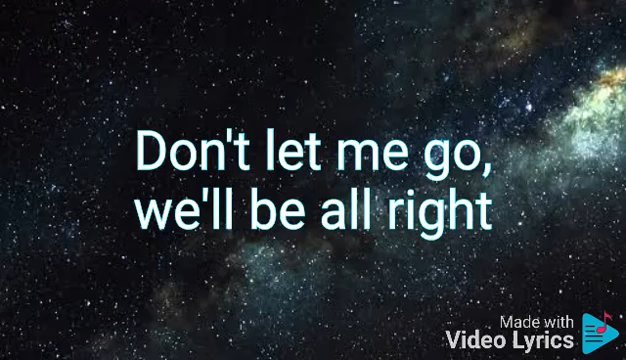 Don't let me go,
we'll be all right
Made with
Video Lyrics